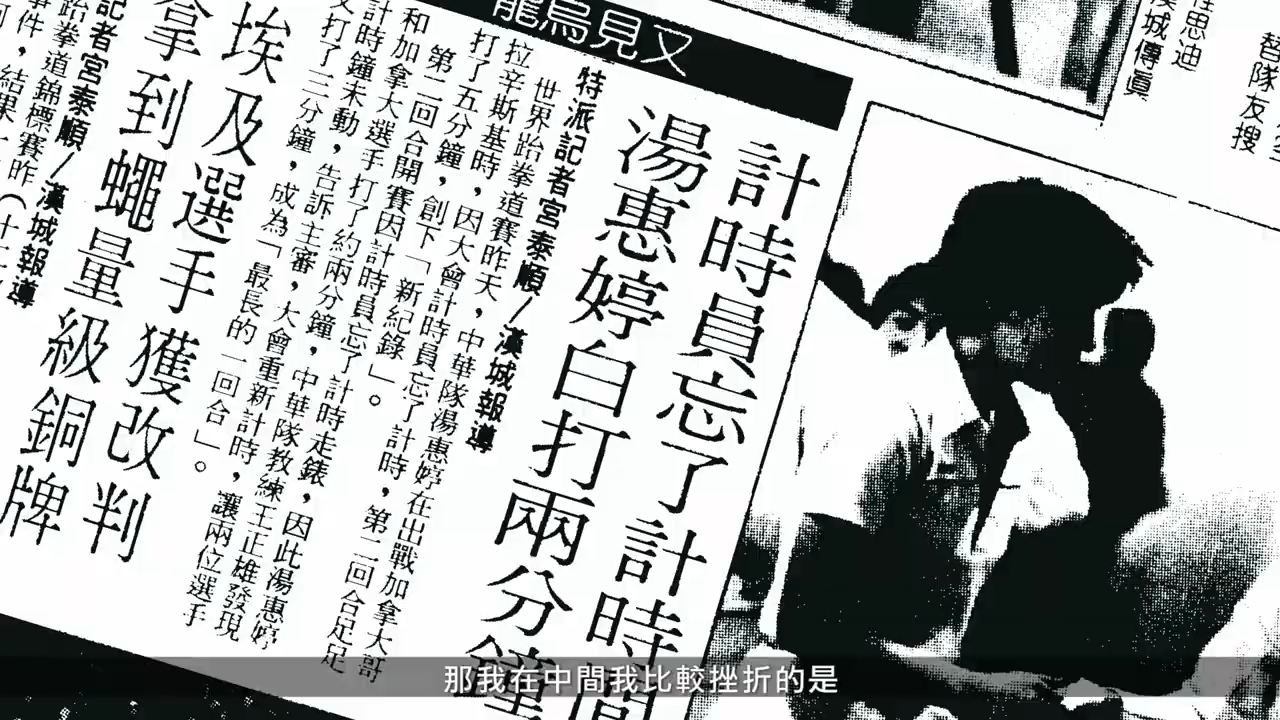 替隊友搜
任思迪
漢城傳真
又見烏龍
計時員忘了 計時間
湯惠婷白打兩分鐘
特派記者宮泰順/漢城報導
世界跆拳道賽昨天,中華隊湯惠婷在出戰加拿大哥
拉辛斯基時,因大會計時員忘了計時,第二回合足足
打了五分鐘,創下「新紀錄」。
第二回合開賽因計時員忘了計時走錶,因此湯惠婷
和加拿大選手打了約兩分鐘,中華隊教練王正雄發現
計時鐘未動,告訴主審,大會重新計時,讓兩位選手
又打了三分鐘,成為「最長的一回合」。
埃及選手獲改判
拿到蠅量級銅牌
記者宮泰順/漢城報導
跆拳道錦標賽昨(十二
事件,結果
那我在中間我比較挫折的是